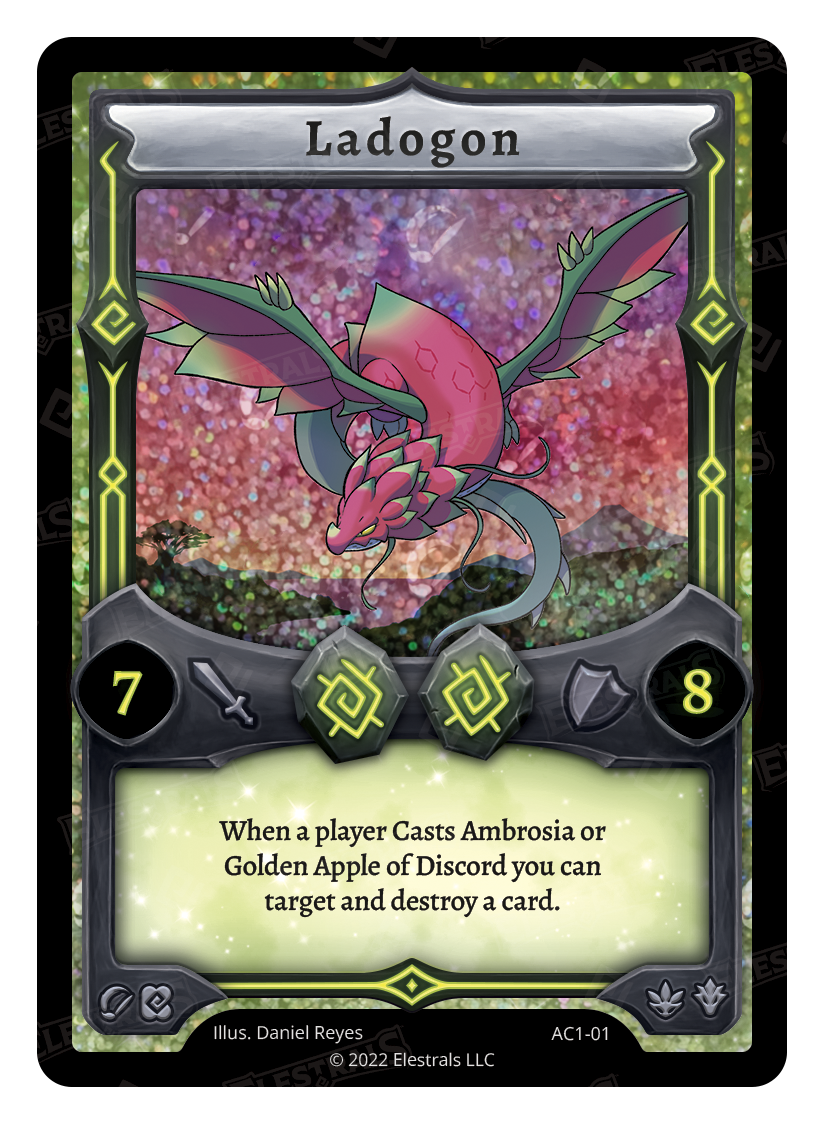 Ladogon
7
8
When a player Casts Ambrosia or
Golden Apple of Discord you can
target and destroy a card.
Illus. Daniel Reyes
AC1-01
© 2022 Elestrals LLC